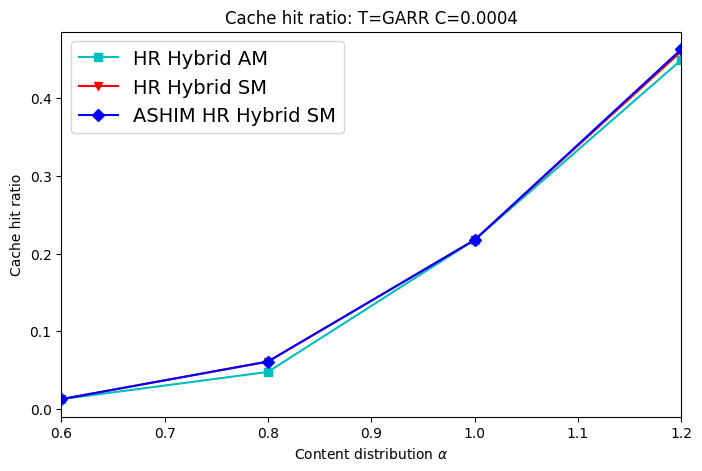 Cache hit ratio: T=GARR C=0.0004
HR Hybrid AM
HR Hybrid SM
ASHIM HR Hybrid SM
Cache hit ratio
0.4
0.3
0.2
0.1
0.0
0.6 0.7 0.8 0.9 1.0 1.1 1.2
Content distribution α